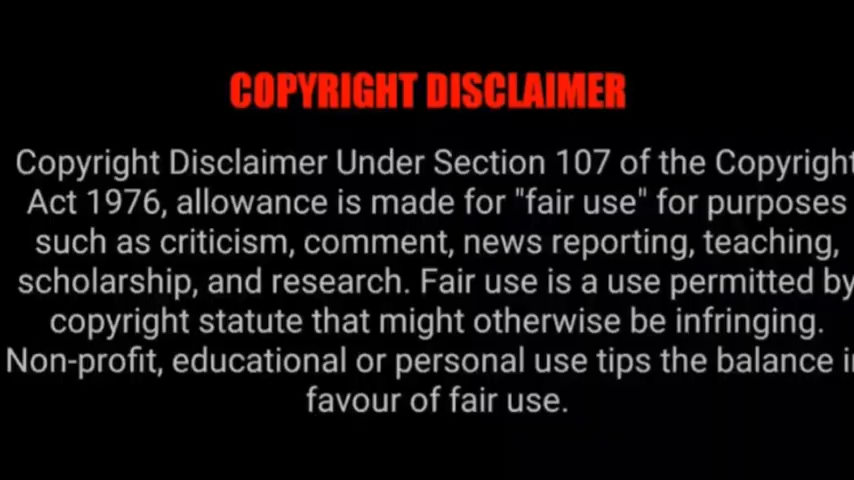 COPYRIGHT DISCLAIMER
Copyright Disclaimer Under Section 107 of the Copyright
Act 1976, allowance is made for "fair use" for purposes
such as criticism, comment, news reporting, teaching,
scholarship, and research. Fair use is a use permitted by
copyright statute that might otherwise be infringing.
Non-profit, educational or personal use tips the balance in
favour of fair use.